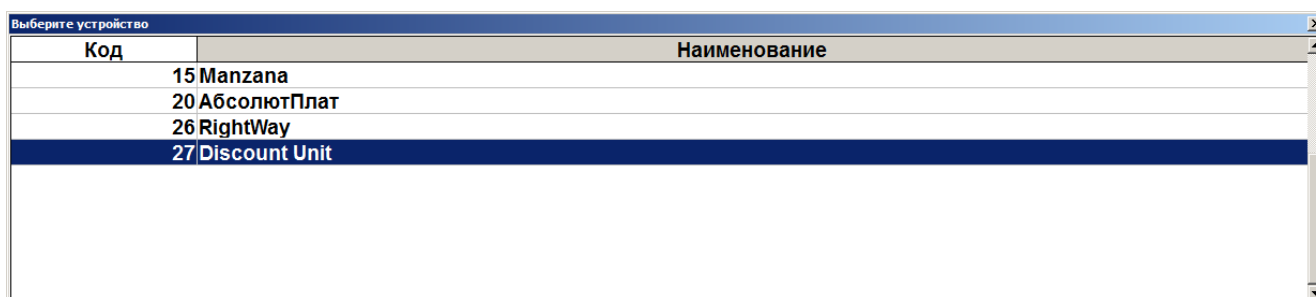 Выберите устройство
Код Наименование
15 Manzana
20 АбсолютПлат
26 RightWay
27 Discount Unit